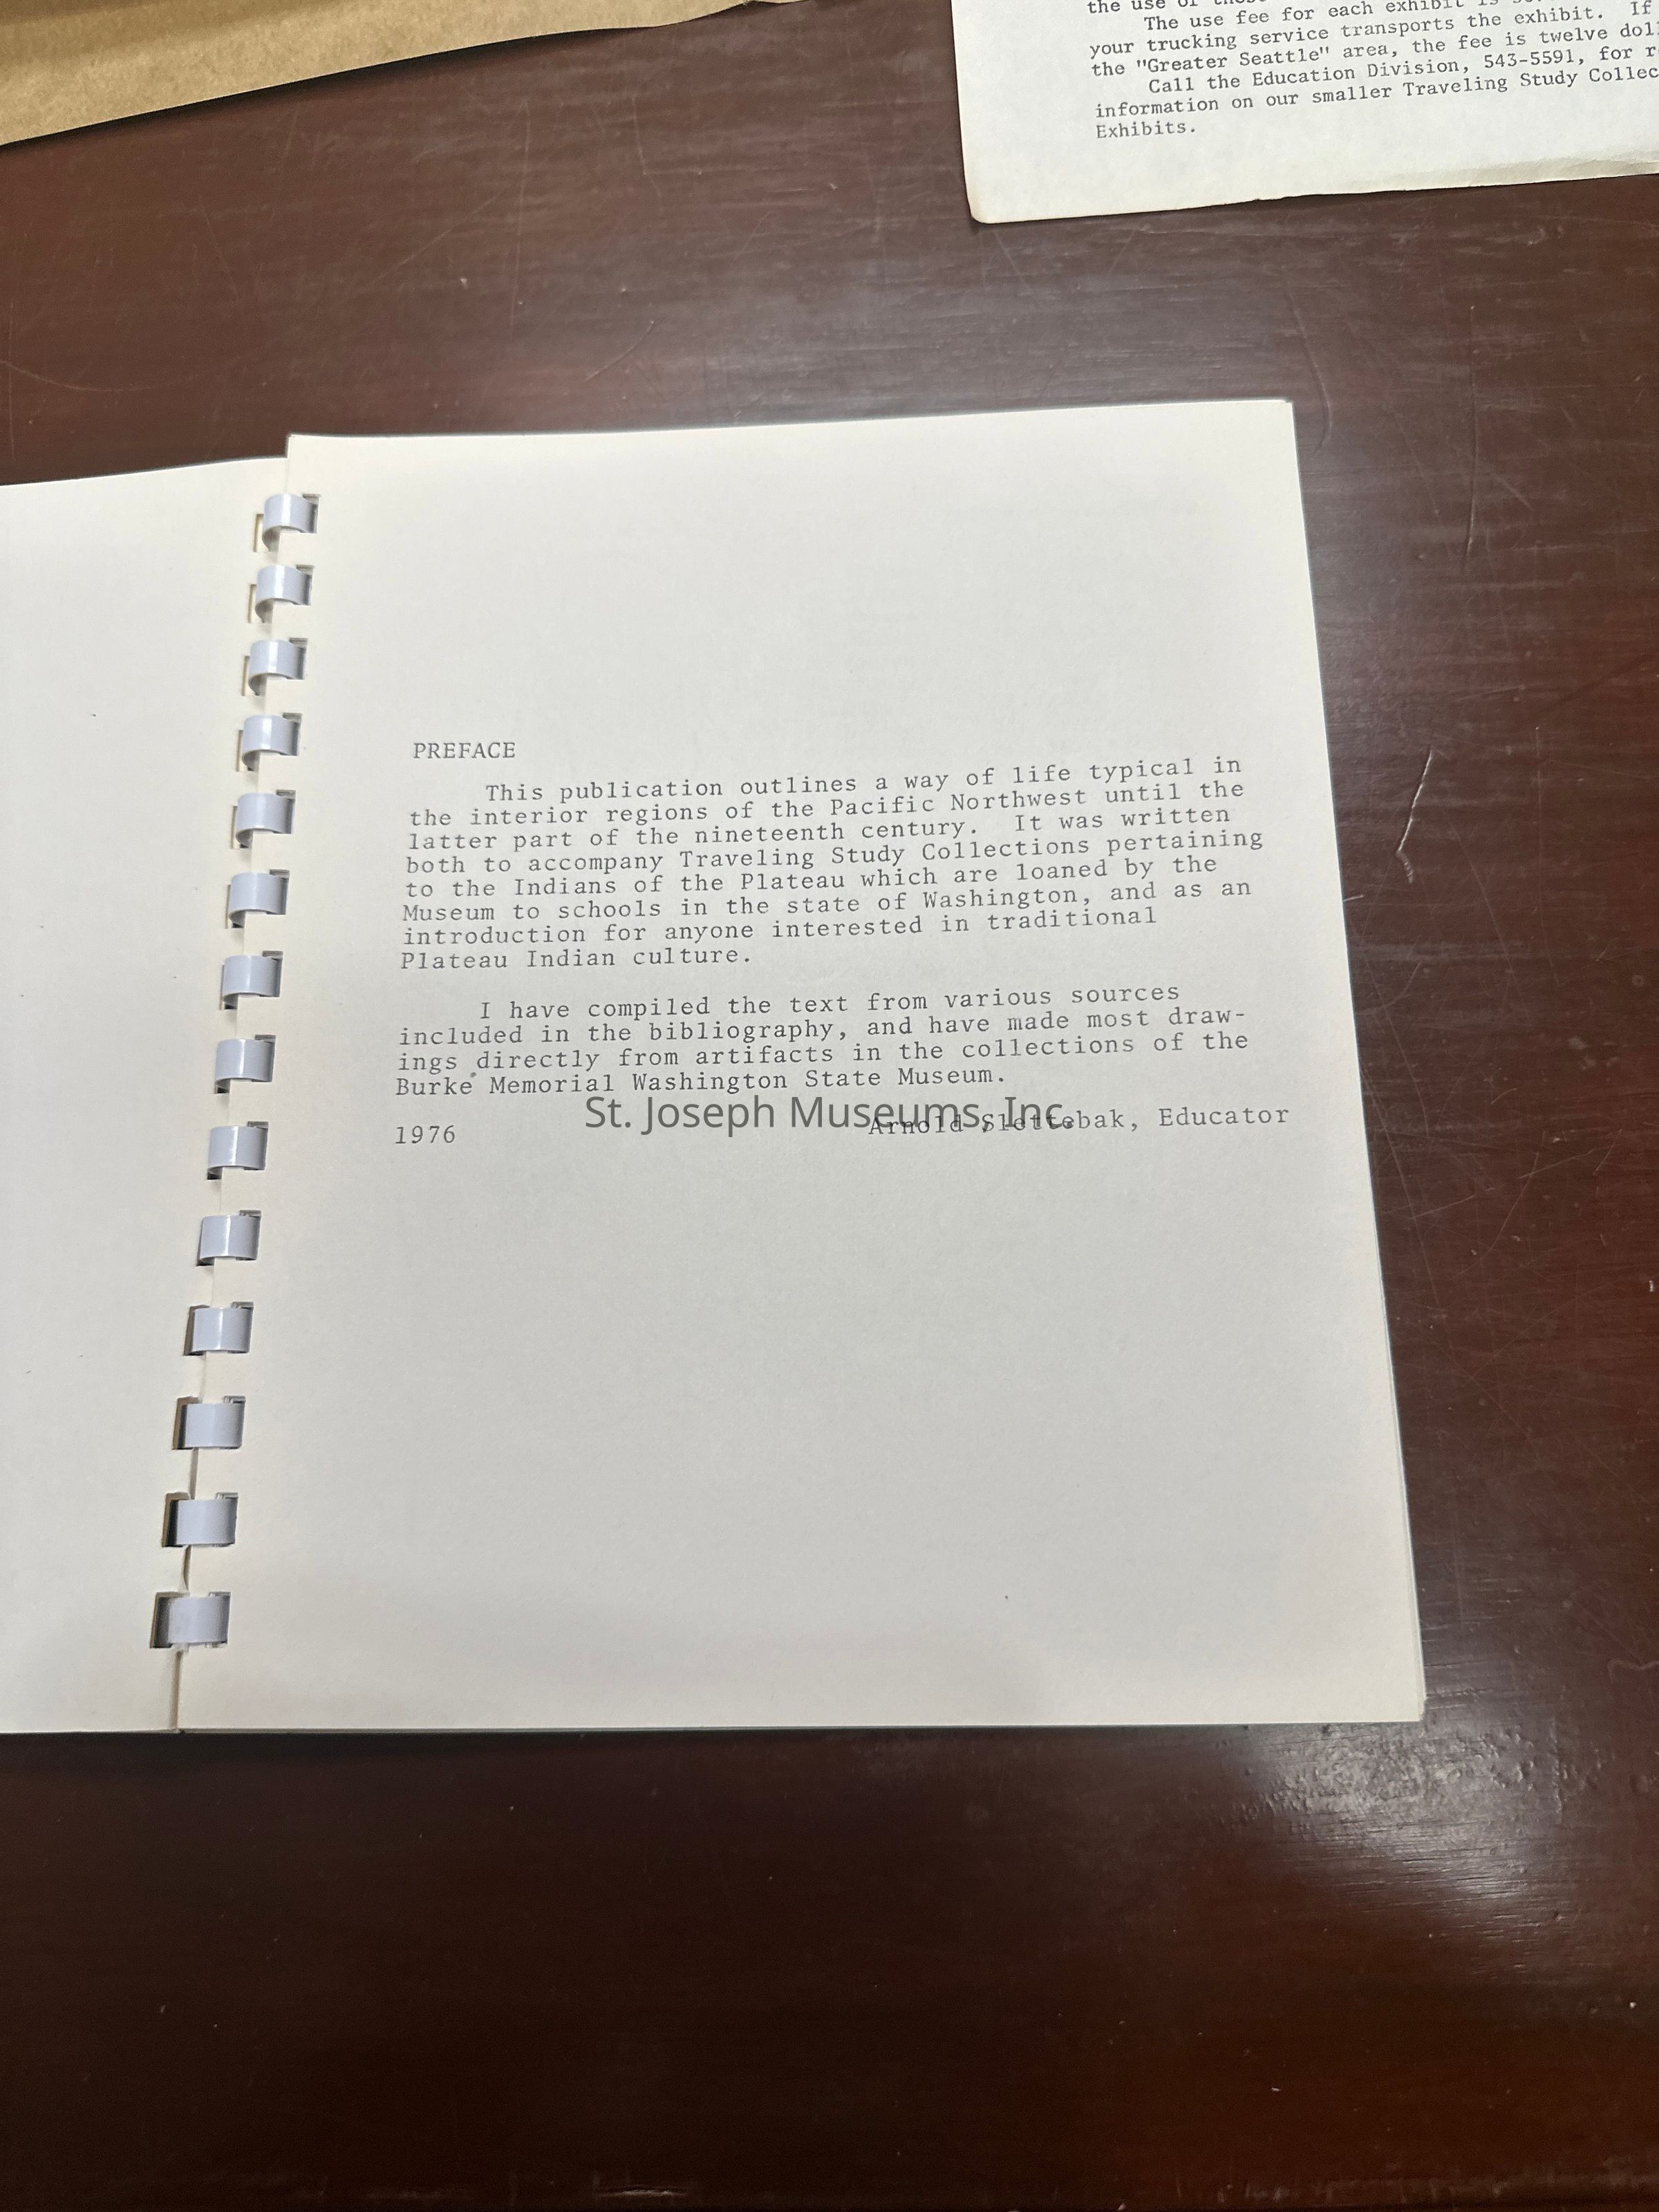 the use of
The use fee for each exhibit is
your trucking service transports the exhibit. If
the "Greater Seattle" area, the fee is twelve
Call the Education Division, 543-5591, for
information on our smaller Traveling Study
Exhibits.
PREFACE
This publication outlines a way of life typical in
the interior regions of the Pacific Northwest until the
latter part of the nineteenth century. It was written
both to accompany Traveling Study Collections pertaining
to the Indians of the Plateau which are loaned by the
Museum to schools in the state of Washington, and as an
introduction for anyone interested in traditional
Plateau Indian culture.
I have compiled the text from various sources
included in the bibliography, and have made most draw-
ings directly from artifacts in the collections of the
Burke Memorial Washington State Museum.
1976 Arnold Slettebak, Educator
St. Joseph Museums, Inc.